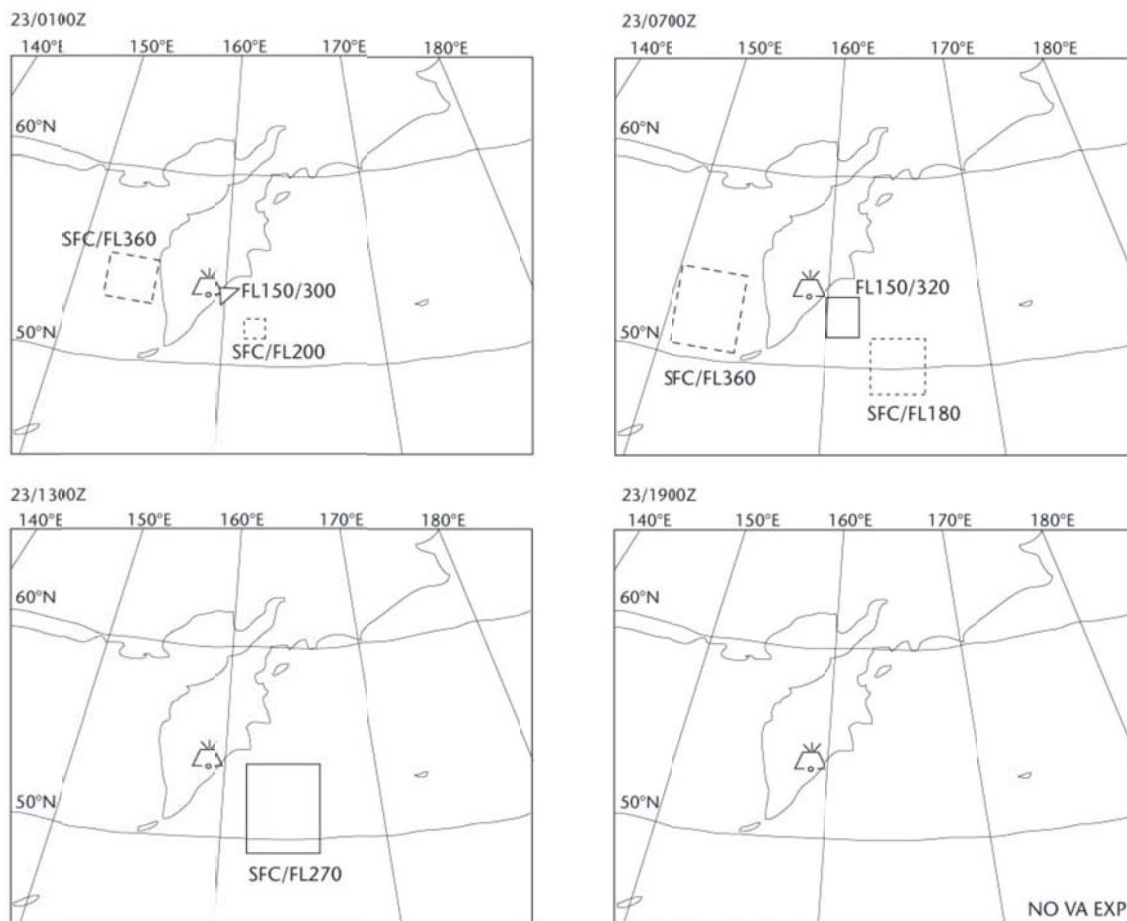 23/0100Z
140°E 150°E 160°E 170°E 180°E
60°N
SFC/FL360
FL150/300
50°N
SFC/FL200
23/0700Z
140°E 150°E 160°E 170°E 180°E
60°N
FL150/320
50°N
SFC/FL360
SFC/FL180
23/1300Z
140°E 150°E 160°E 170°E 180°E
60°N
50°N
SFC/FL270
23/1900Z
140°E 150°E 160°E 170°E 180°E
60°N
50°N
NO VA EXP